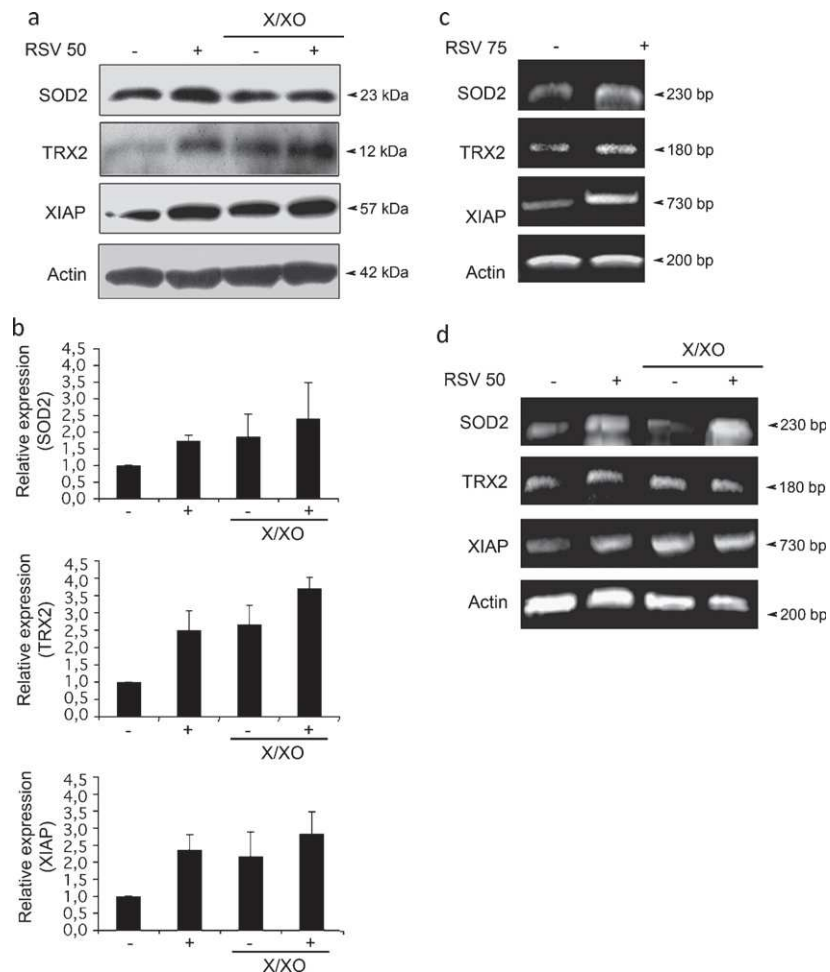 a
X/XO
RSV 50 - + - +
SOD2 23 kDa
TRX2 12 kDa
XIAP 57 kDa
Actin 42 kDa
b
Relative expression
(SOD2)
4,5
4,0
3,5
3,0
2,5
2,0
1,5
1,0
0,5
0,0
- + - +
X/XO
Relative expression
(TRX2)
4,5
4,0
3,5
3,0
2,5
2,0
1,5
1,0
0,5
0,0
- + - +
X/XO
Relative expression
(XIAP)
4,5
4,0
3,5
3,0
2,5
2,0
1,5
1,0
0,5
0,0
- + - +
X/XO
c
RSV 75 - +
SOD2 230 bp
TRX2 180 bp
XIAP 730 bp
Actin 200 bp
d
X/XO
RSV 50 - + - +
SOD2 230 bp
TRX2 180 bp
XIAP 730 bp
Actin 200 bp